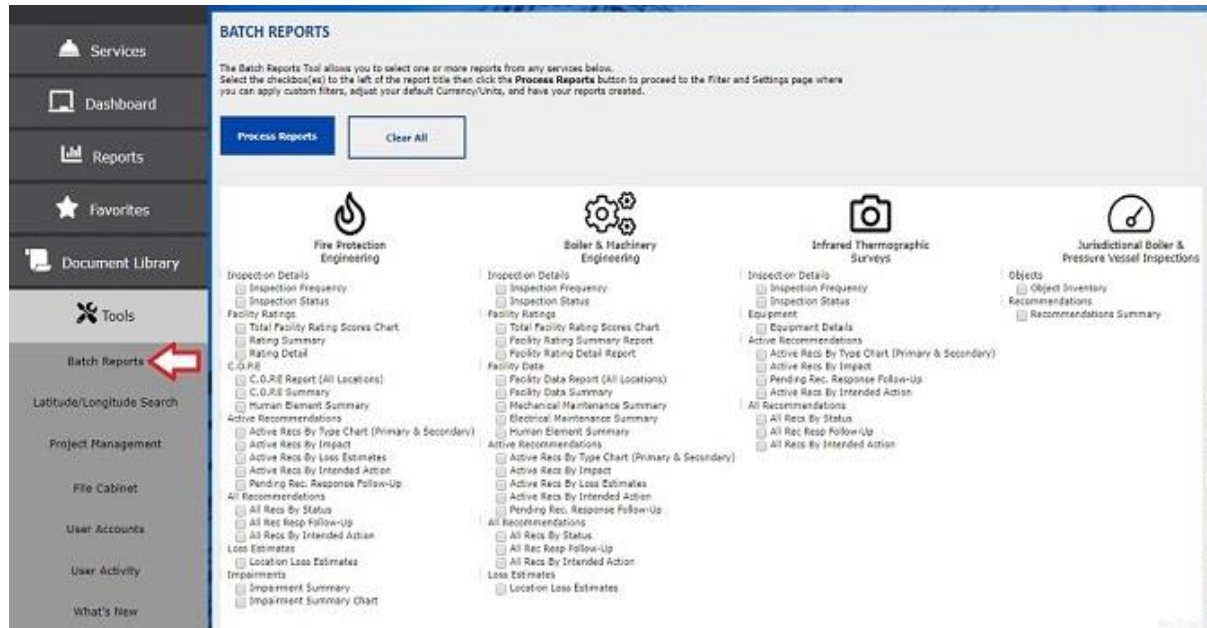 Services
Dashboard
Reports
Favorites
Document Library
Tools
Batch Reports
Latitude/Longitude Search
Project Management
File Cabinet
User Accounts
User Activity
What's New
BATCH REPORTS
The Batch Reports Tool allows you to select one or more reports from any services below.
Select the checkbox(es) to the left of the report title then click the Process Reports button to proceed to the Filter and Settings page where
you can apply custom filters, adjust your default Currency/Units, and have your reports created.
Process Reports
Clear All
Fire Protection
Engineering
Inspection Details
Inspection Frequency
Inspection Status
Facility Ratings
Total Facility Rating Scores Chart
Rating Summary
Rating Detail
C.O.P.E
C.O.P.E Report (All Locations)
C.O.P.E Summary
Human Element Summary
Active Recommendations
Active Recs By Type Chart (Primary & Secondary)
Active Recs By Impact
Active Recs By Loss Estimates
Active Recs By Intended Action
Pending Rec. Response Follow-Up
All Recommendations
All Recs By Status
All Rec Resp Follow-Up
All Recs By Intended Action
Loss Estimates
Location Loss Estimates
Impairments
Impairment Summary
Impairment Summary Chart
Boiler & Machinery
Engineering
Inspection Details
Inspection Frequency
Inspection Status
Facility Ratings
Total Facility Rating Scores Chart
Facility Rating Summary Report
Facility Rating Detail Report
Facility Data
Facility Data Report (All Locations)
Facility Data Summary
Mechanical Maintenance Summary
Electrical Maintenance Summary
Human Element Summary
Active Recommendations
Active Recs By Type Chart (Primary & Secondary)
Active Recs By Impact
Active Recs By Loss Estimates
Active Recs By Intended Action
Pending Rec. Response Follow-Up
All Recommendations
All Recs By Status
All Rec Resp Follow-Up
All Recs By Intended Action
Loss Estimates
Location Loss Estimates
Infrared Thermographic
Surveys
Inspection Details
Inspection Frequency
Inspection Status
Equipment
Equipment Details
Active Recommendations
Active Recs By Type Chart (Primary & Secondary)
Active Recs By Impact
Pending Rec. Response Follow-Up
Active Recs By Intended Action
All Recommendations
All Recs By Status
All Rec Resp Follow-Up
All Recs By Intended Action
Jurisdictional Boiler &
Pressure Vessel Inspections
Objects
Object Inventory
Recommendations
Recommendations Summary